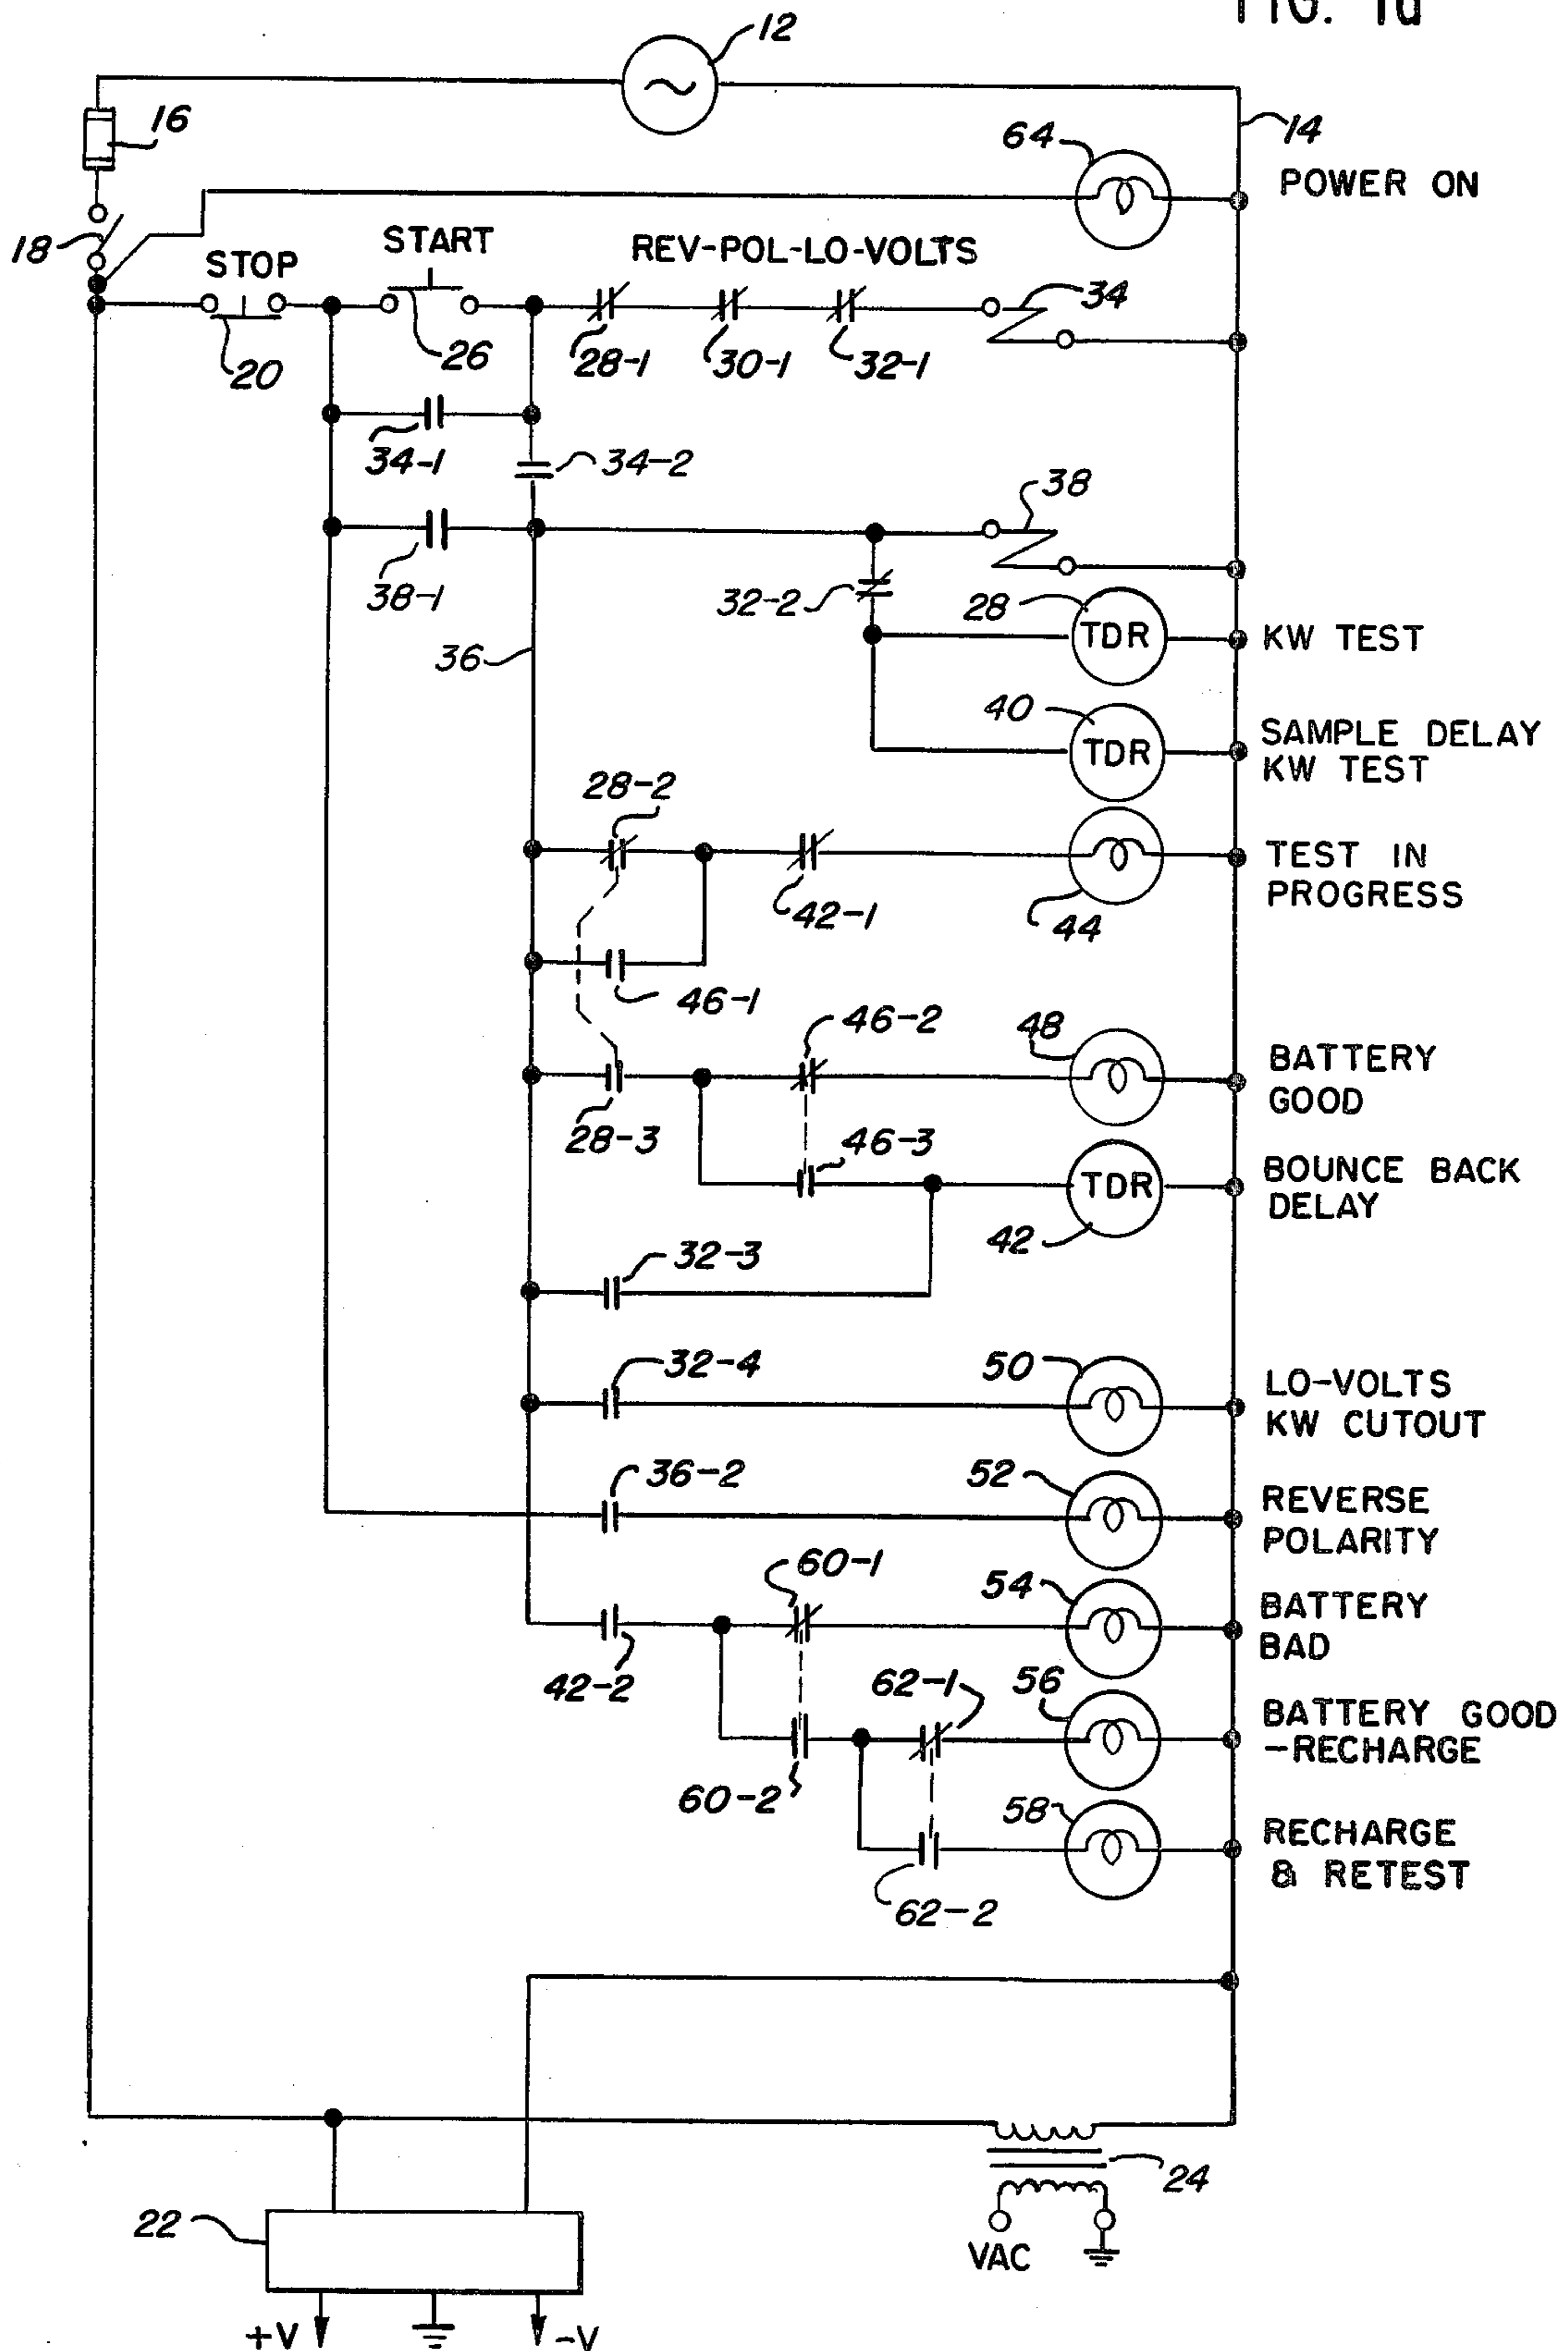 FIG. 1a
12
16
14
64
POWER ON
18
STOP
START
REV-POL-LO-VOLTS
34
20
26
28-1
30-1
32-1
34-1
34-2
38
38-1
32-2
28
TDR
KW TEST
36
40
TDR
SAMPLE DELAY
KW TEST
28-2
42-1
44
TEST IN
PROGRESS
46-1
46-2
48
BATTERY
GOOD
28-3
46-3
TDR
BOUNCE BACK
DELAY
42
32-3
32-4
50
LO-VOLTS
KW CUTOUT
36-2
52
REVERSE
POLARITY
60-1
54
BATTERY
BAD
42-2
62-1
56
BATTERY GOOD
-RECHARGE
60-2
58
RECHARGE
& RETEST
62-2
24
22
VAC
+V
-V